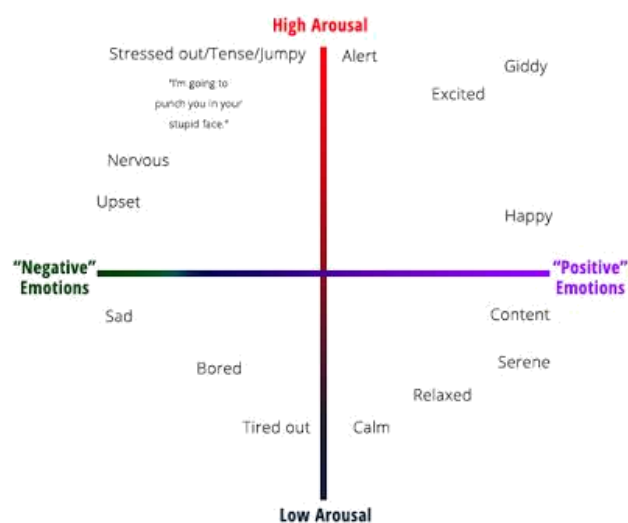 High Arousal
Stressed out/Tense/Jumpy
Alert
Giddy
"I'm going to
punch you in your
stupid face."
Excited
Nervous
Upset
Happy
“Negative”
Emotions
“Positive”
Emotions
Sad
Content
Bored
Serene
Relaxed
Tired out
Calm
Low Arousal